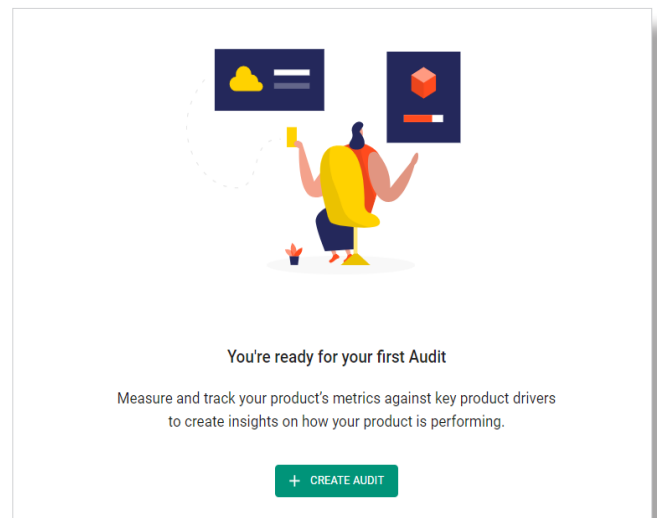 You're ready for your first Audit
Measure and track your product's metrics against key product drivers
to create insights on how your product is performing.
+ CREATE AUDIT